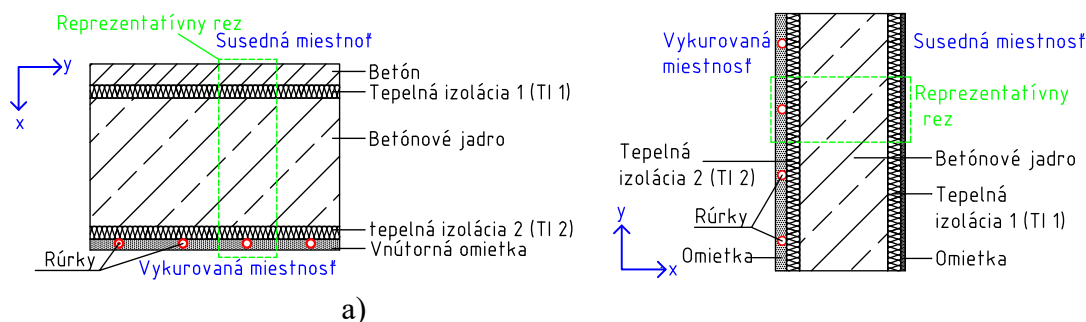 Reprezentatívny rez
Susedná miestnoť
y
x
Betón
Tepelná izolácia 1 (TI 1)
Betónové jadro
tepelná izolácia 2 (TI 2)
Vnútorná omietka
Rúrky
Vykurovaná miestnosť
a)
Vykurovaná
miestnosť
Susedná miestnosť
Reprezentatívny
rez
Tepelná
izolácia 2 (TI 2)
Betónové jadro
Rúrky
Tepelná
izolácia 1 (TI 1)
y
x
Omietka
Omietka